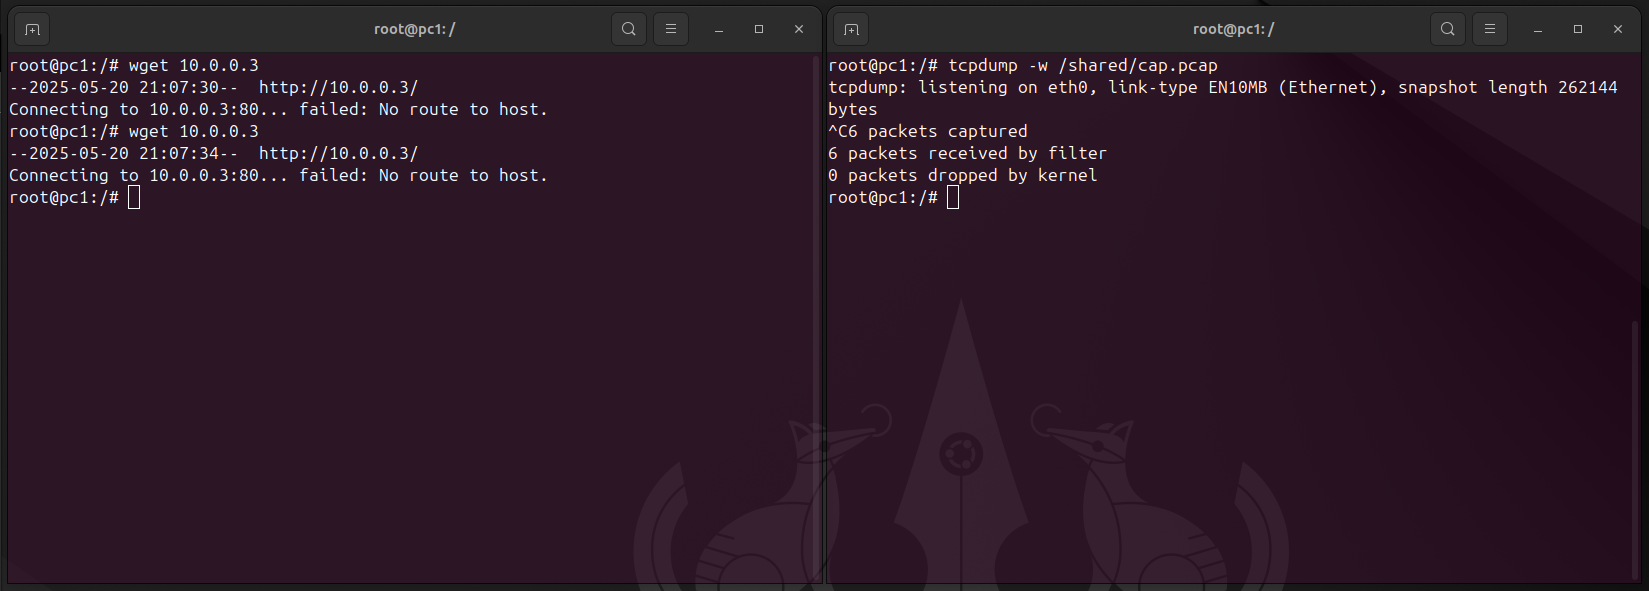 root@pc1: /
root@pc1:/# wget 10.0.0.3
--2025-05-20 21:07:30--  http://10.0.0.3/
Connecting to 10.0.0.3:80... failed: No route to host.
root@pc1:/# wget 10.0.0.3
--2025-05-20 21:07:34--  http://10.0.0.3/
Connecting to 10.0.0.3:80... failed: No route to host.
root@pc1:/#
root@pc1: /
root@pc1:/# tcpdump -w /shared/cap.pcap
tcpdump: listening on eth0, link-type EN10MB (Ethernet), snapshot length 262144
bytes
^C6 packets captured
6 packets received by filter
0 packets dropped by kernel
root@pc1:/#